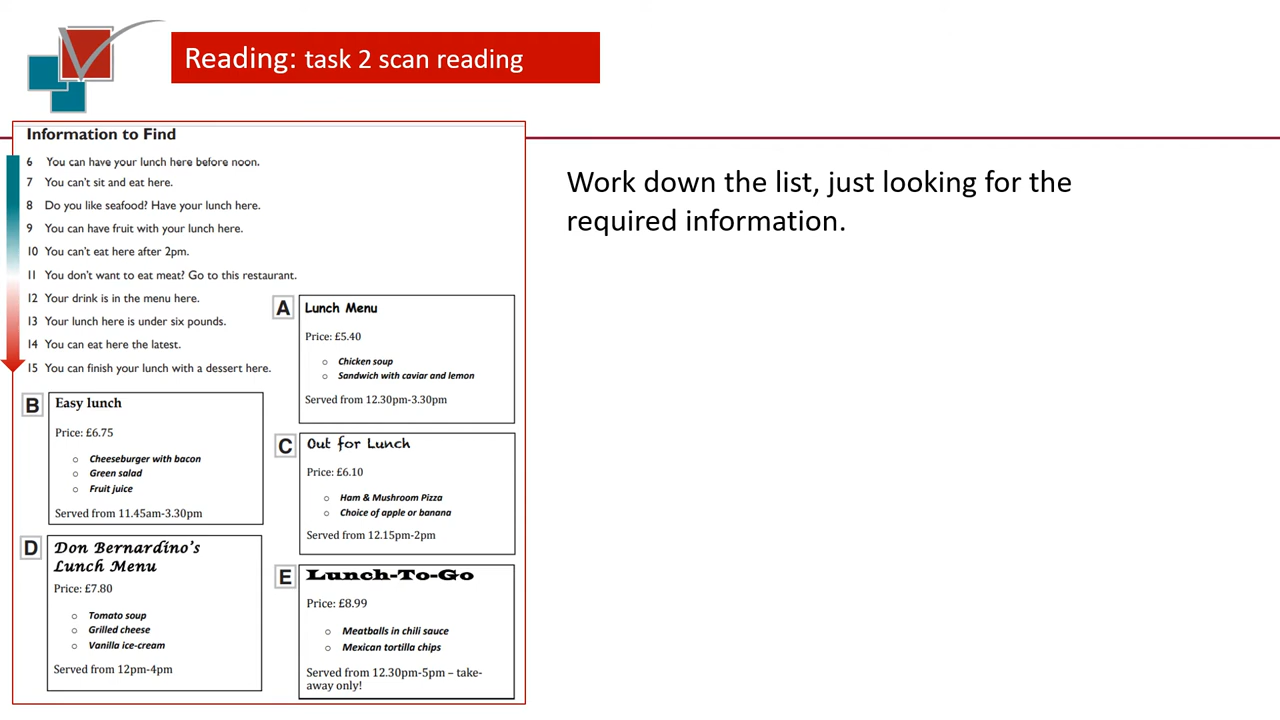 Reading: task 2 scan reading
Information to Find
6 You can have your lunch here before noon.
7 You can't sit and eat here.
8 Do you like seafood? Have your lunch here.
9 You can have fruit with your lunch here.
10 You can't eat here after 2pm.
11 You don't want to eat meat? Go to this restaurant.
12 Your drink is in the menu here.
13 Your lunch here is under six pounds.
14 You can eat here the latest.
15 You can finish your lunch with a dessert here.
A
Lunch Menu
Price: £5.40
o Chicken soup
o Sandwich with caviar and lemon
Served from 12.30pm-3.30pm
B
Easy lunch
Price: £6.75
o Cheeseburger with bacon
o Green salad
o Fruit juice
Served from 11.45am-3.30pm
C
Out for Lunch
Price: £6.10
o Ham & Mushroom Pizza
o Choice of apple or banana
Served from 12.15pm-2pm
D
Don Bernardino's
Lunch Menu
Price: £7.80
o Tomato soup
o Grilled cheese
o Vanilla ice-cream
Served from 12pm-4pm
E
Lunch-To-Go
Price: £8.99
o Meatballs in chili sauce
o Mexican tortilla chips
Served from 12.30pm-5pm – take-
away only!
Work down the list, just looking for the
required information.